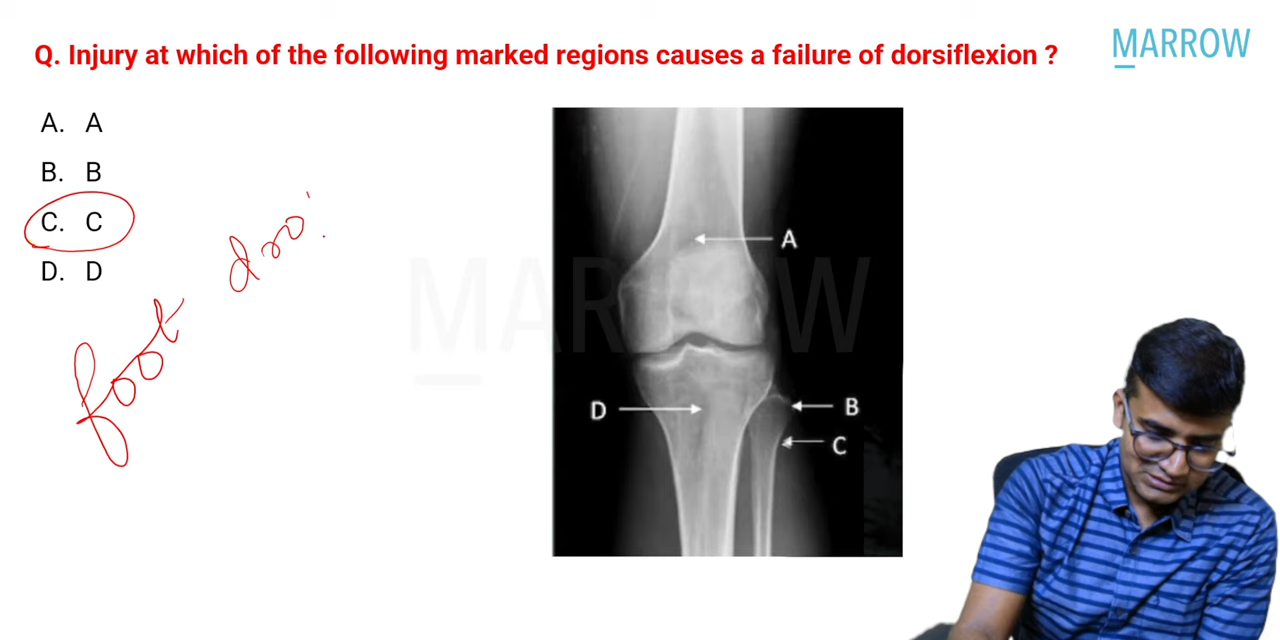 Q. Injury at which of the following marked regions causes a failure of dorsiflexion ?
MARROW
A. A
B. B
C. C
D. D
foot
A
B
C
D
MARROW